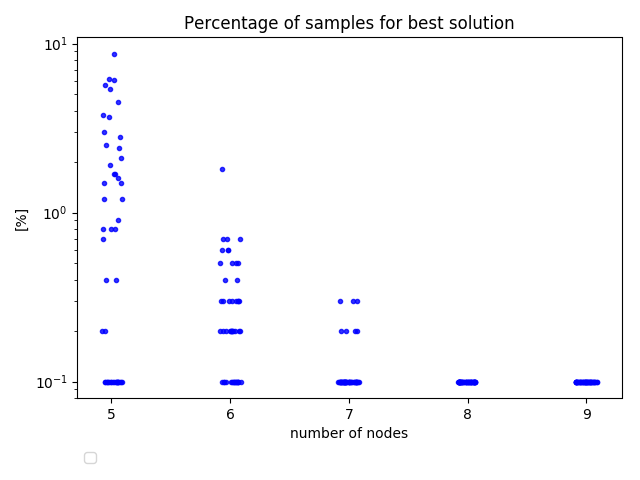 Percentage of samples for best solution
[%]
10¹
10⁰
10⁻¹
5 6 7 8 9
number of nodes